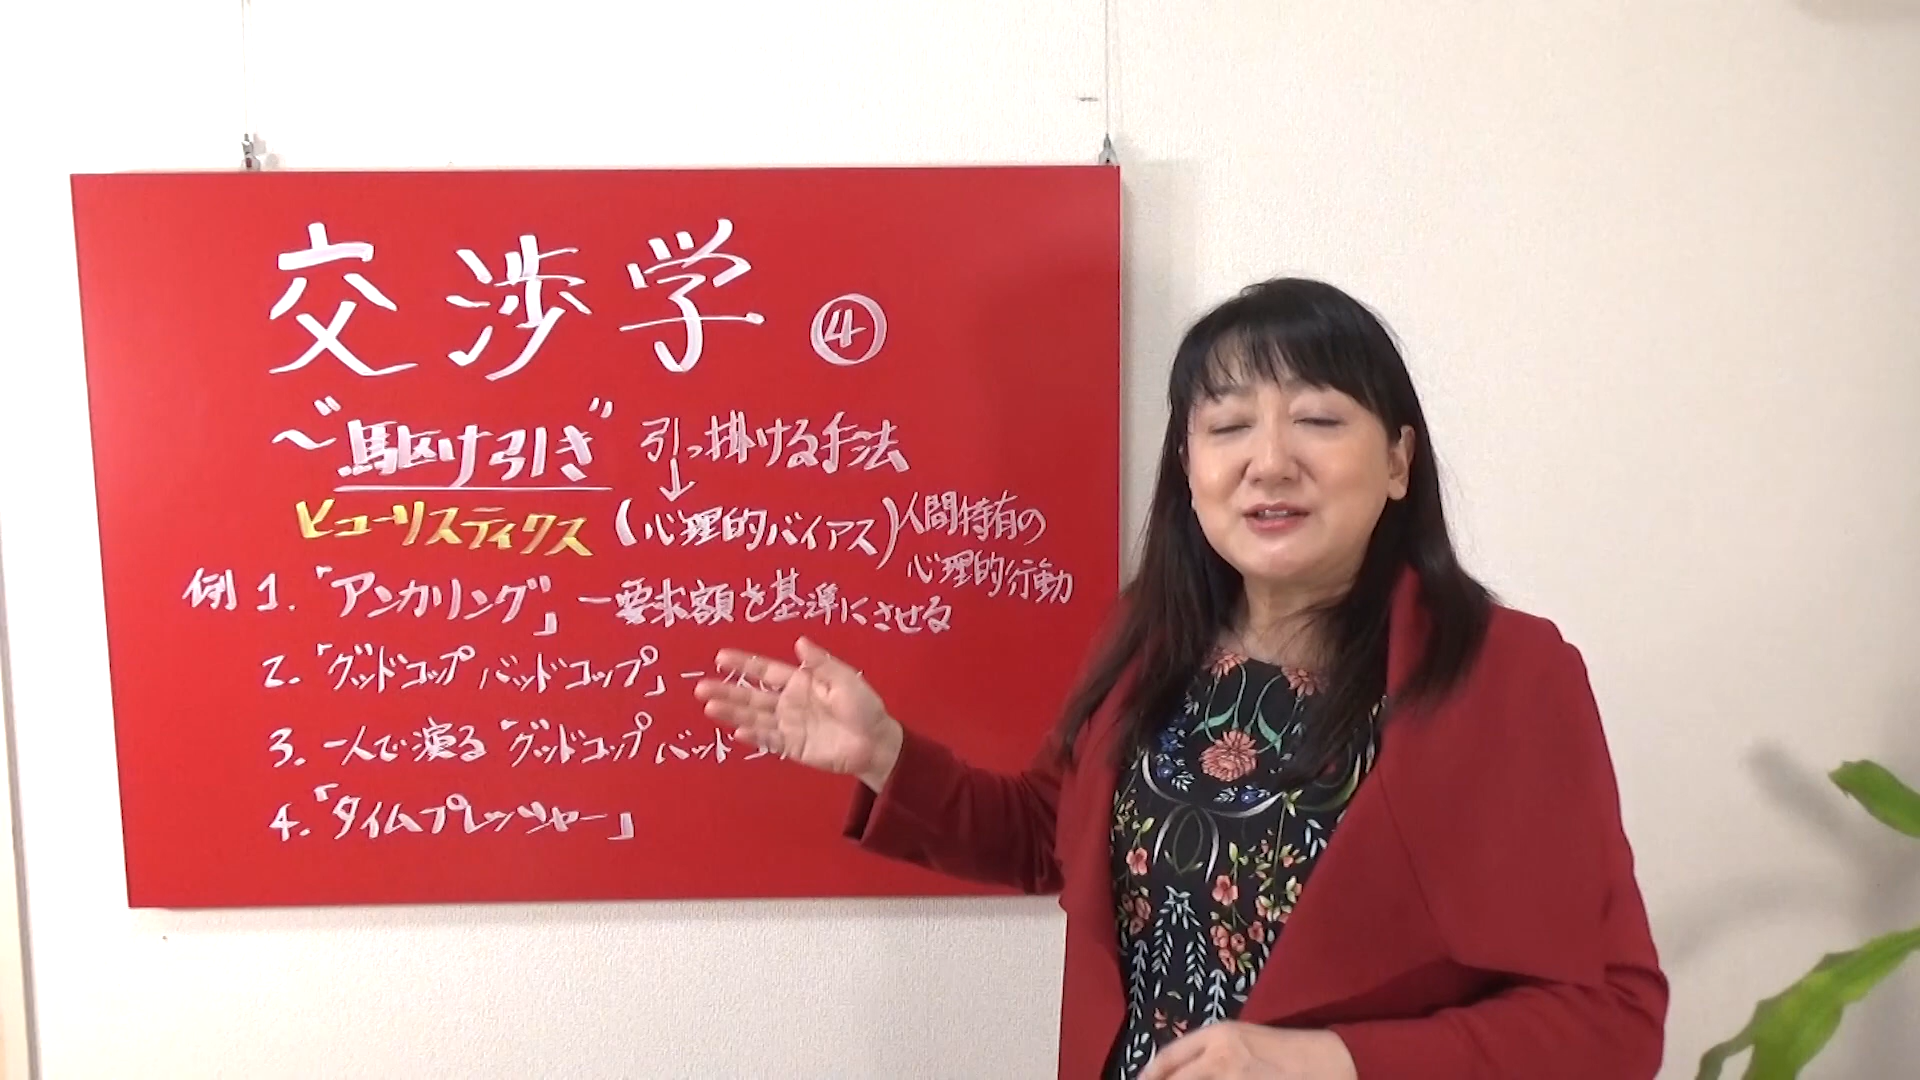 交渉学 ④
～"駆け引き" 引っ掛ける手法
↓
ヒューリスティクス (心理的バイアス) 人間特有の
心理的行動
例 1. 「アンカリング」 ー要求額を基準にさせる
2. 「グッドコップ バッドコップ」ー
3. 一人で演る 「グッドコップ バッド
4. 「タイムプレッシャー」